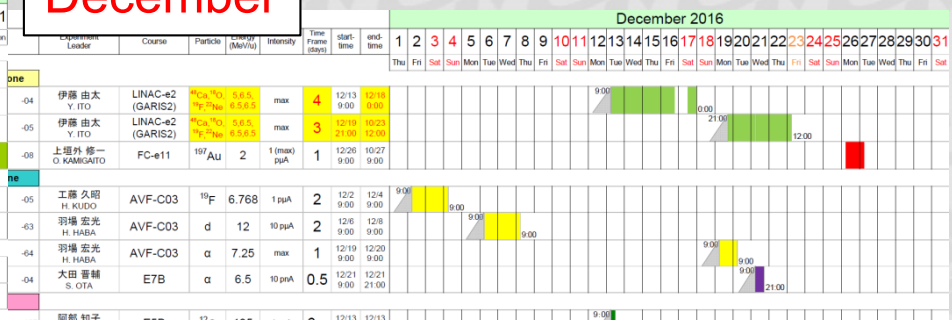 December
December 2016
Experiment Leader Course Particle Energy (MeV/u) Intensity Time Frame (days) start-time end-time 1 2 3 4 5 6 7 8 9 10 11 12 13 14 15 16 17 18 19 20 21 22 23 24 25 26 27 28 29 30 31
Thu Fri Sat Sun Mon Tue Wed Thu Fri Sat Sun Mon Tue Wed Thu Fri Sat Sun Mon Tue Wed Thu Fri Sat Sun Mon Tue Wed Thu Fri Sat
one
-04 伊藤 由太 Y. ITO LINAC-e2 (GARIS2) ⁴⁸Ca,¹⁸O, ¹⁹F,²²Ne 5,6.5, 6.5,6.5 max 4 12/13 9:00 12/18 0:00 9:00 0:00
-05 伊藤 由太 Y. ITO LINAC-e2 (GARIS2) ⁴⁸Ca,¹⁸O, ¹⁹F,²²Ne 5,6.5, 6.5,6.5 max 3 12/19 21:00 10/23 12:00 21:00 12:00
-08 上垣外 修一 O. KAMIGAITO FC-e11 ¹⁹⁷Au 2 1 (max) pμA 1 12/26 9:00 10/27 9:00
ne
-05 工藤 久昭 H. KUDO AVF-C03 ¹⁹F 6.768 1 pμA 2 12/2 9:00 12/4 9:00 9:00 9:00
-63 羽場 宏光 H. HABA AVF-C03 d 12 10 pμA 2 12/6 9:00 12/8 9:00 9:00 9:00
-64 羽場 宏光 H. HABA AVF-C03 α 7.25 max 1 12/19 9:00 12/20 9:00 9:00 9:00
-04 大田 晋輔 S. OTA E7B α 6.5 10 pnA 0.5 12/21 9:00 12/21 21:00 9:00 21:00
阿部 知子 12/13 12/13 9:00